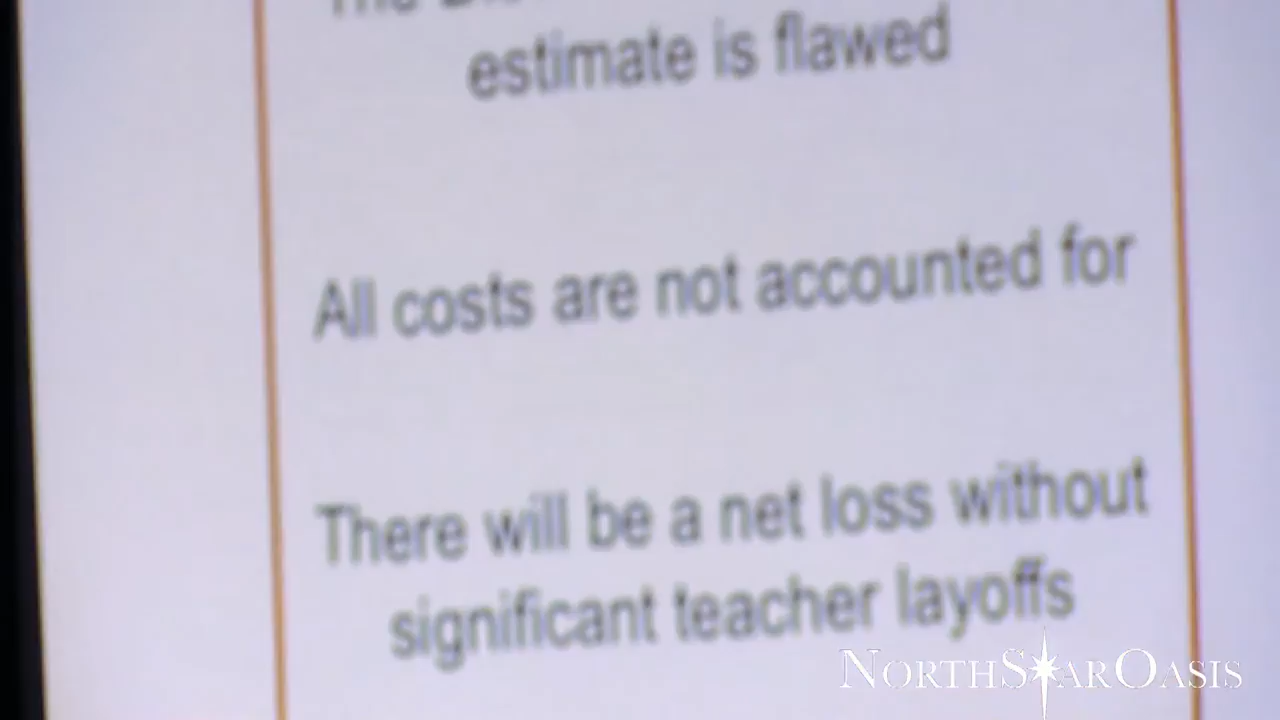 The
estimate is flawed
All costs are not accounted for
There will be a net loss without
significant teacher layoffs
NORTHSTAROASIS